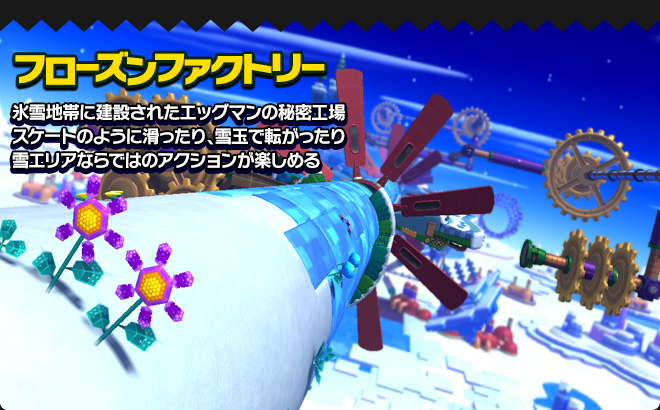 フローズンファクトリー
氷雪地帯に建設されたエッグマンの秘密工場
スケートのように滑ったり、雪玉で転がったり
雪エリアならではのアクションが楽しめる